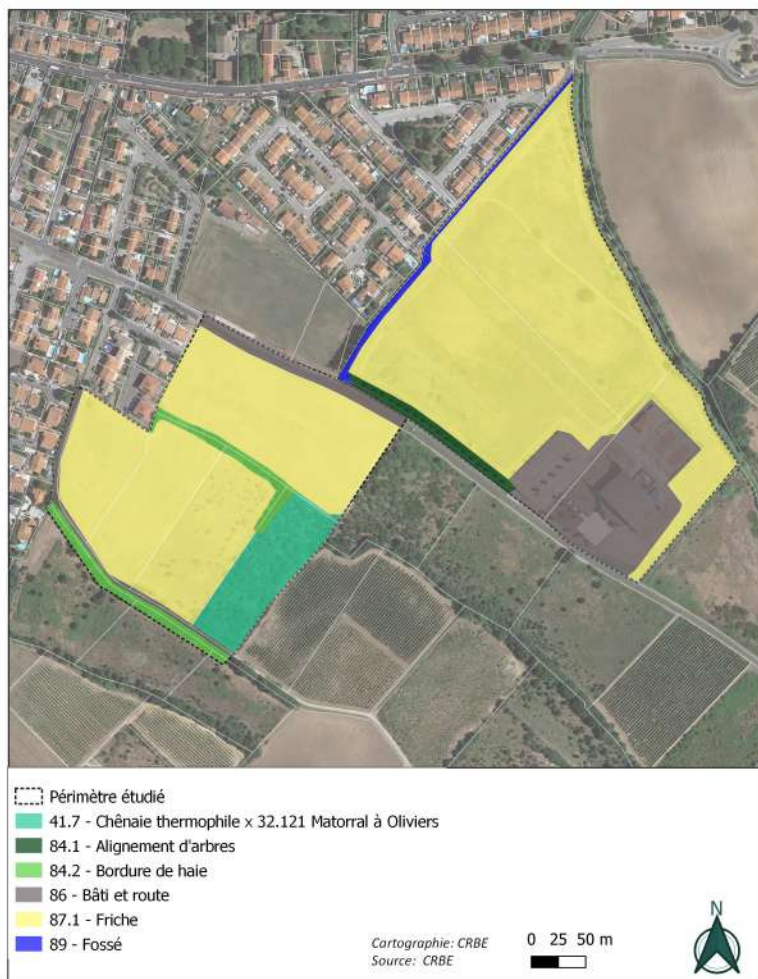 Périmètre étudié
41.7 - Chênaie thermophile x 32.121 Matorral à Oliviers
84.1 - Alignement d'arbres
84.2 - Bordure de haie
86 - Bâti et route
87.1 - Friche
89 - Fossé
Cartographie: CRBE
Source: CRBE
0 25 50 m
N